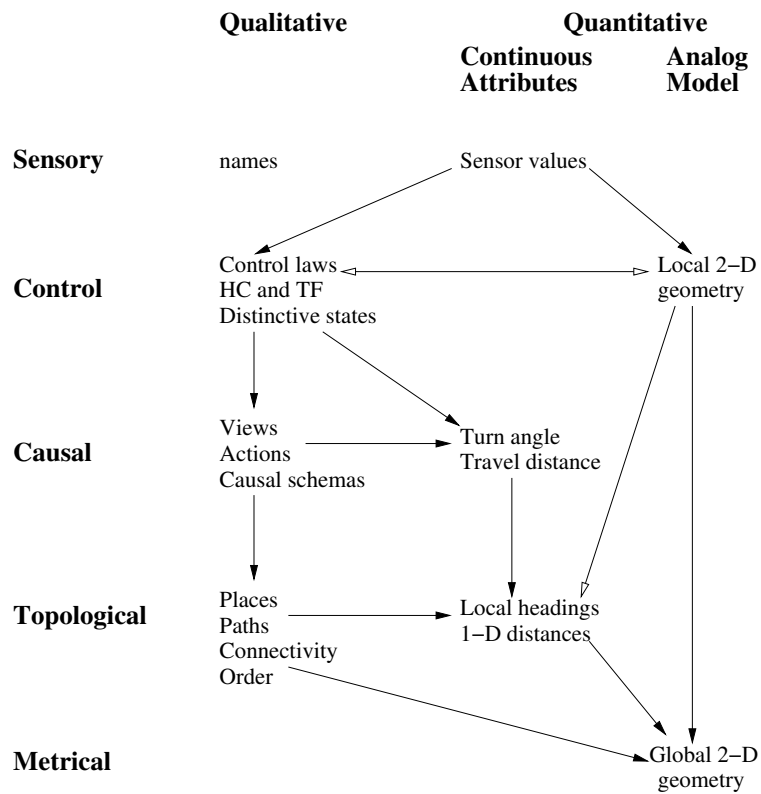 Qualitative Quantitative
Continuous Analog
Attributes Model
Sensory names Sensor values
Control laws Local 2−D
Control HC and TF geometry
Distinctive states
Views Turn angle
Causal Actions Travel distance
Causal schemas
Places Local headings
Topological Paths 1−D distances
Connectivity
Order
Metrical Global 2−D
geometry